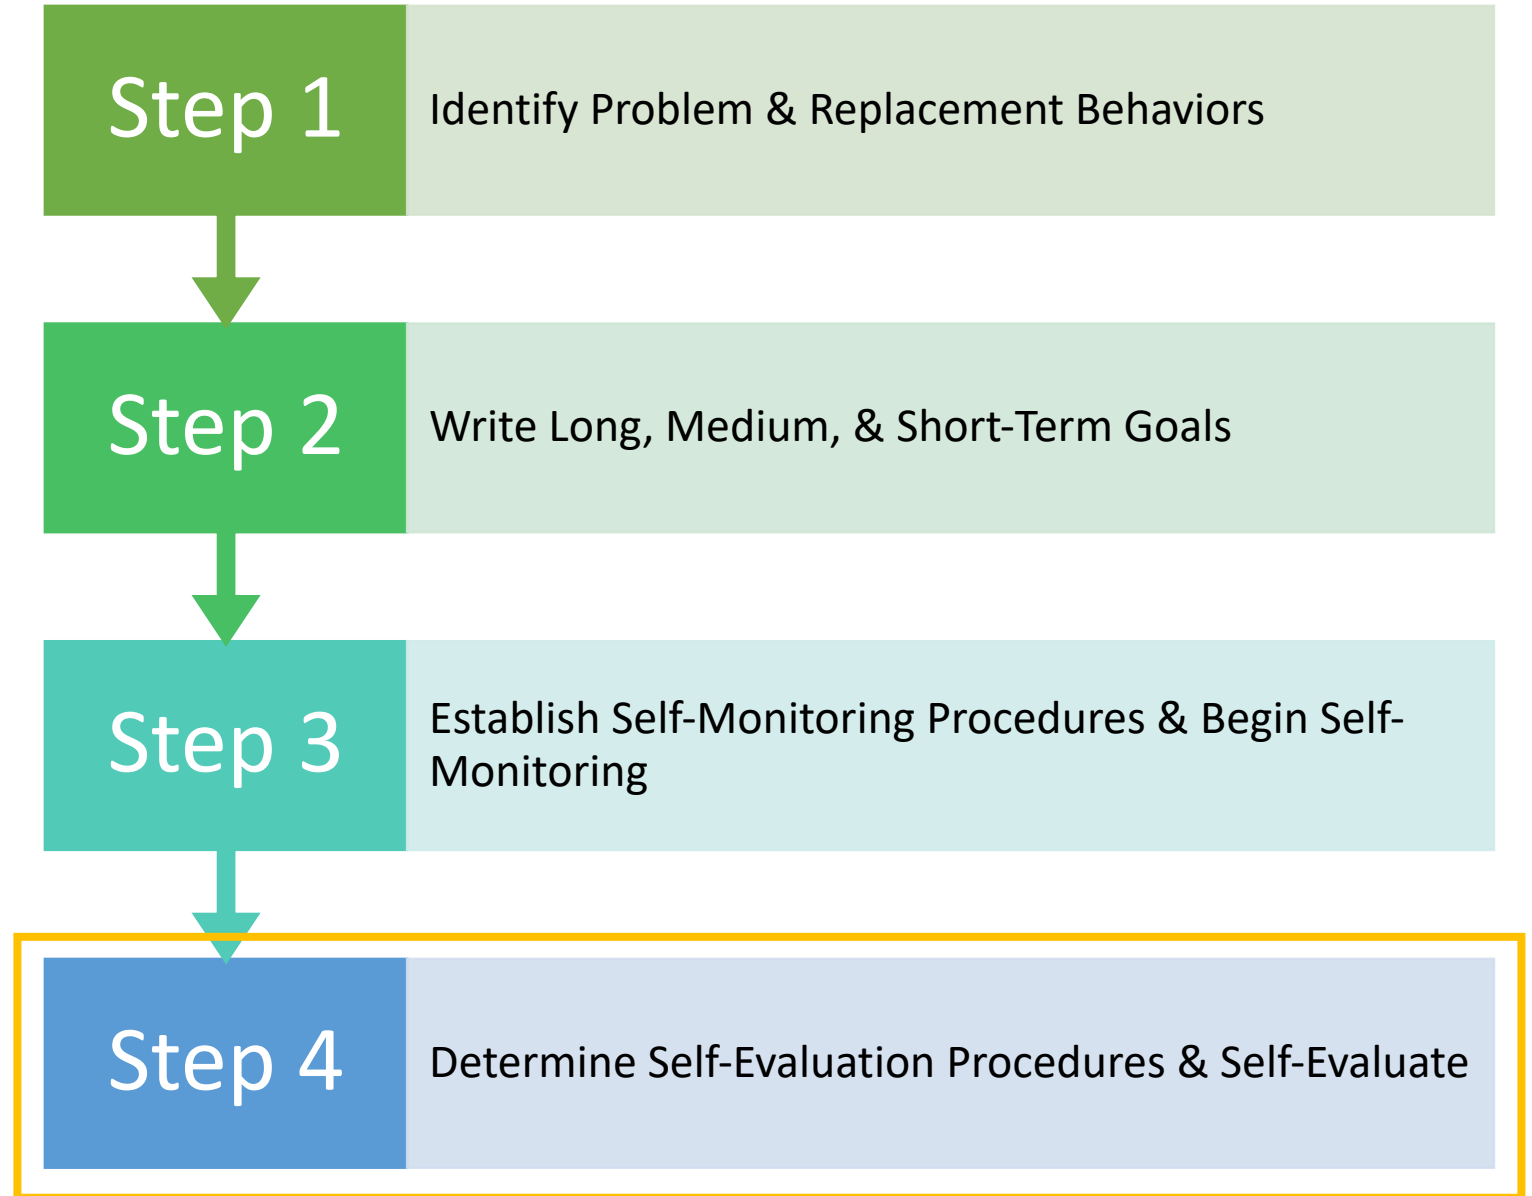 Step 1
Identify Problem & Replacement Behaviors
Step 2
Write Long, Medium, & Short-Term Goals
Step 3
Establish Self-Monitoring Procedures & Begin Self-
Monitoring
Step 4
Determine Self-Evaluation Procedures & Self-Evaluate